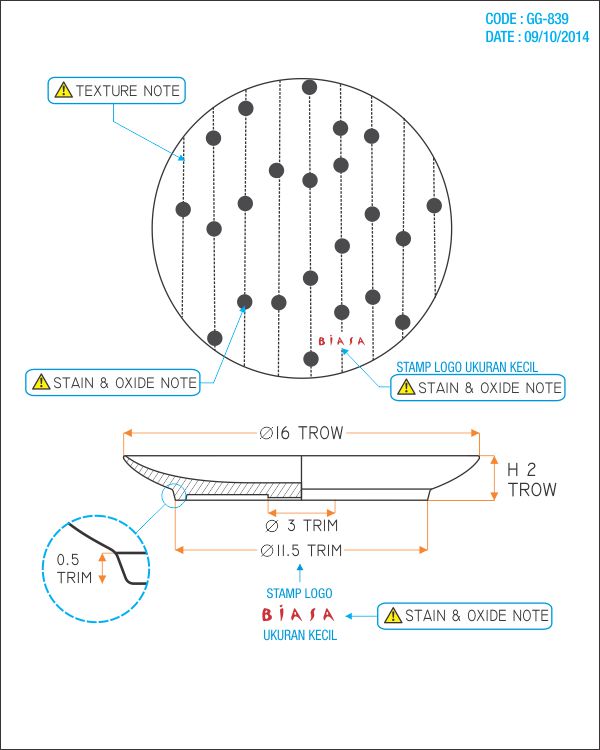 CODE : GG-839
DATE : 09/10/2014
TEXTURE NOTE
BiASA
STAMP LOGO UKURAN KECIL
STAIN & OXIDE NOTE
STAIN & OXIDE NOTE
Ø16 TROW
H 2
TROW
Ø 3 TRIM
Ø11.5 TRIM
0.5
TRIM
STAMP LOGO
BiASA
UKURAN KECIL
STAIN & OXIDE NOTE